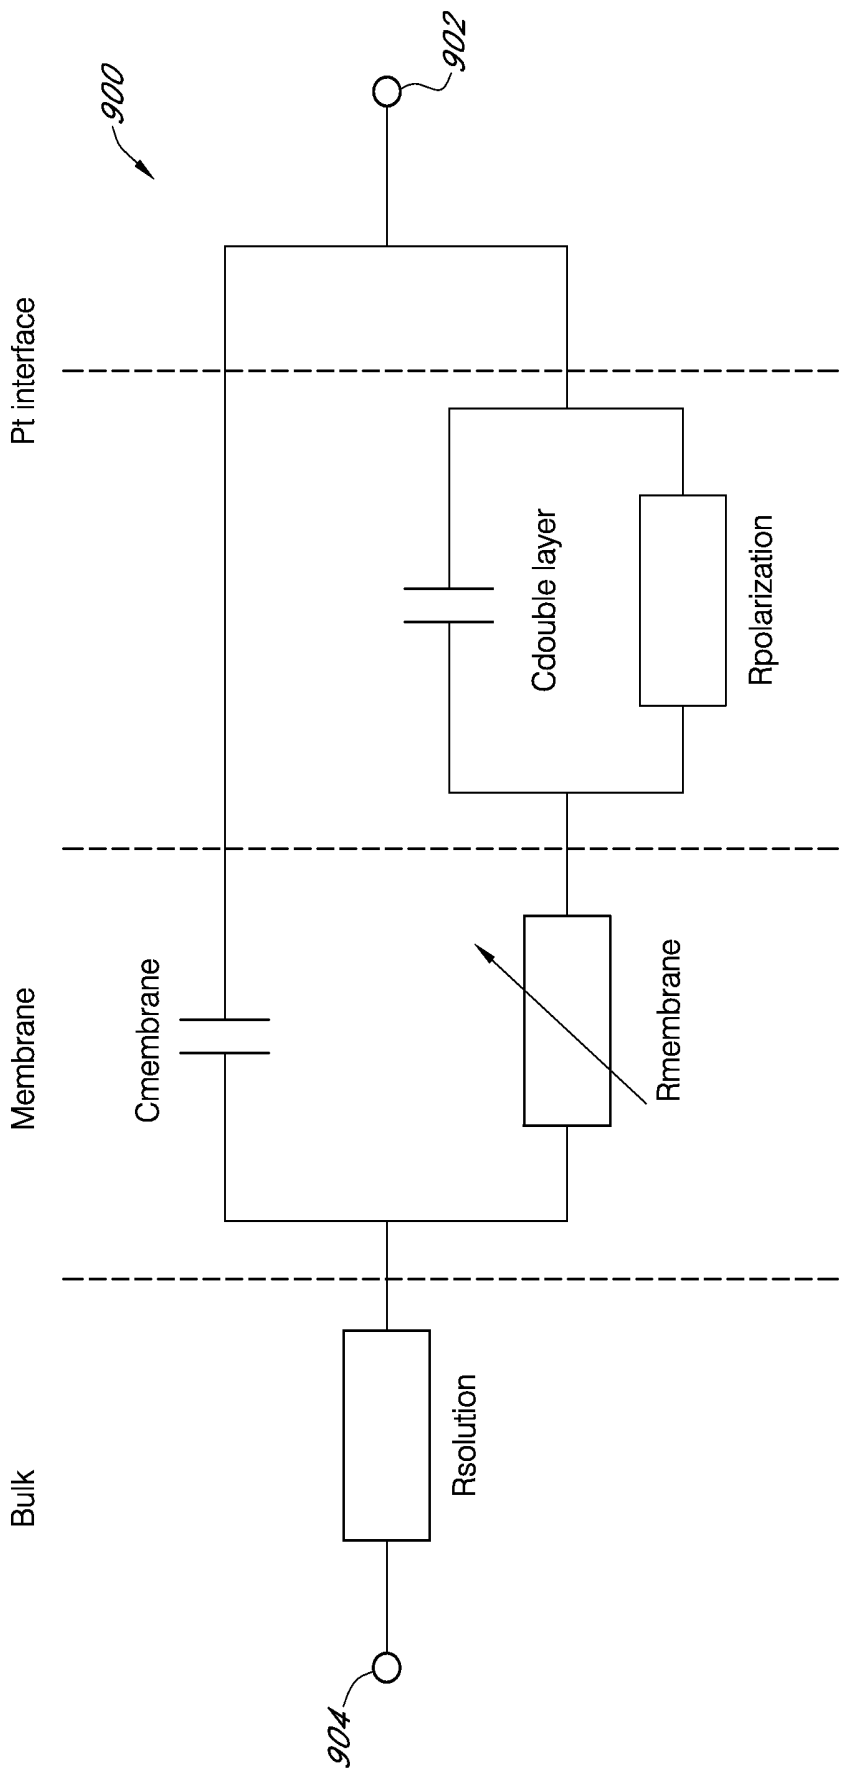 900
902
Bulk
Membrane
Pt interface
Cmembrane
Cdouble layer
Rsolution
Rmembrane
Rpolarization
904